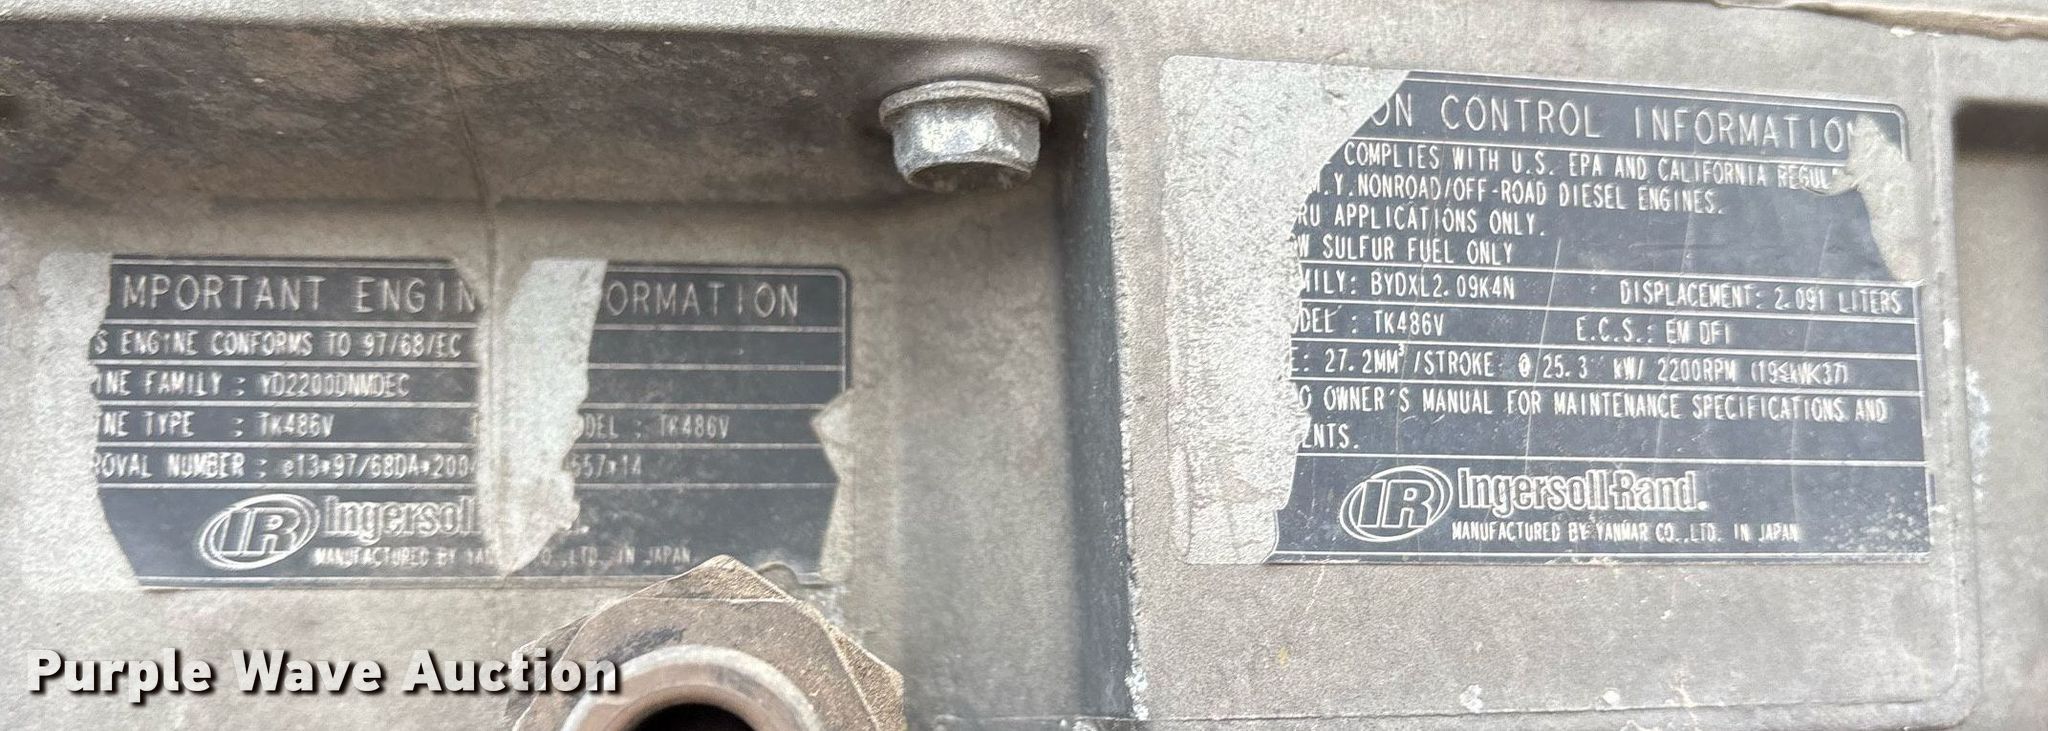 MPORTANT ENGIN ORMATION
S ENGINE CONFORMS TO 97/68/EC
INE FAMILY : YD2200DNMDEC
INE TYPE : TK486V DEL : TK486V
ROVAL NUMBER : e13*97/68DA*200 557*14
IR Ingersoll
MANUFACTURED BY YA CO.,LTD. IN JAPAN
ON CONTROL INFORMATION
COMPLIES WITH U.S. EPA AND CALIFORNIA REGUL
M.Y. NONROAD/OFF-ROAD DIESEL ENGINES.
RU APPLICATIONS ONLY.
W SULFUR FUEL ONLY
MILY: BYDXL2.09K4N DISPLACEMENT: 2.091 LITERS
DEL : TK486V E.C.S.: EM DFI
E: 27.2MM³/STROKE @ 25.3 kW/ 2200RPM (19≤kW<37)
O OWNER'S MANUAL FOR MAINTENANCE SPECIFICATIONS AND
ENTS.
IR Ingersoll-Rand.
MANUFACTURED BY YANMAR CO.,LTD. IN JAPAN
Purple Wave Auction